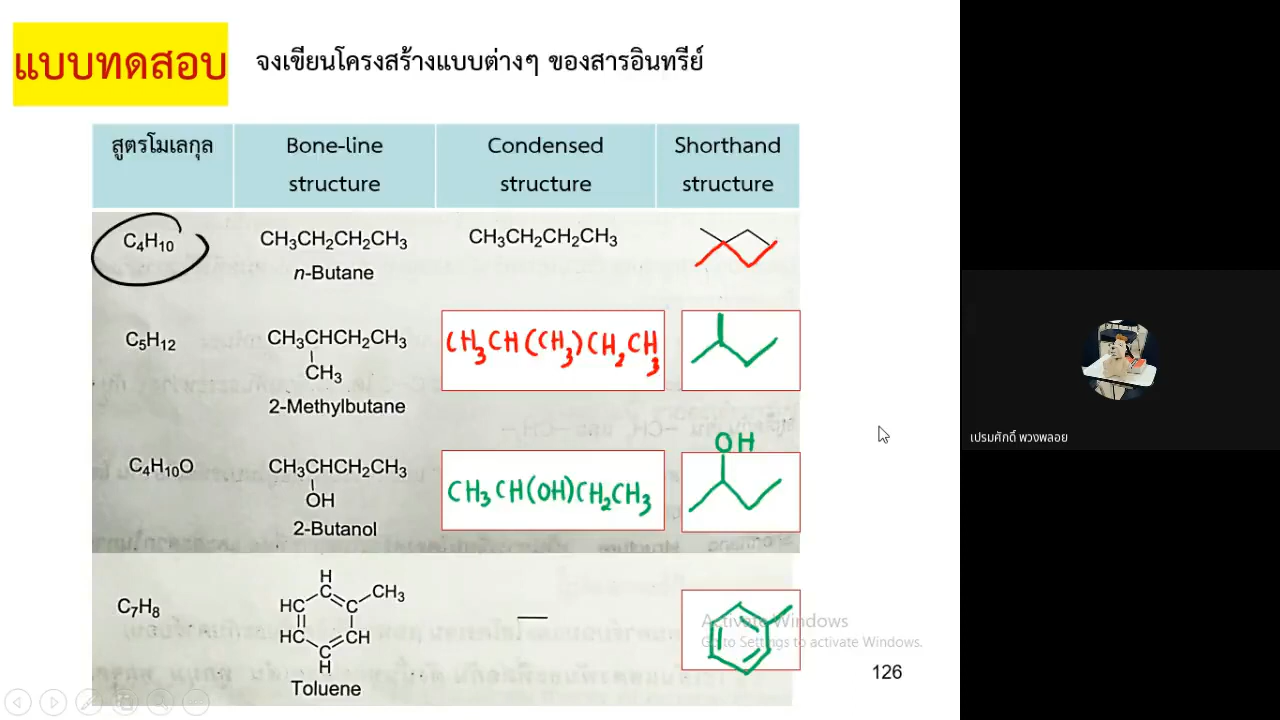 แบบทดสอบ จงเขียนโครงสร้างแบบต่างๆ ของสารอินทรีย์
สูตรโมเลกุล Bone-line structure Condensed structure Shorthand structure
C4H10 CH3CH2CH2CH3 CH3CH2CH2CH3
n-Butane
C5H12 CH3CHCH2CH3 CH3CH(CH3)CH2CH3
CH3
2-Methylbutane
OH
C4H10O CH3CHCH2CH3 CH3CH(OH)CH2CH3
OH
2-Butanol
H
C CH3
C7H8 HC C —
HC CH
C
H
Toluene
Activate Windows
Go to Settings to activate Windows.
126
เปรมศักดิ์ พวงพลอย